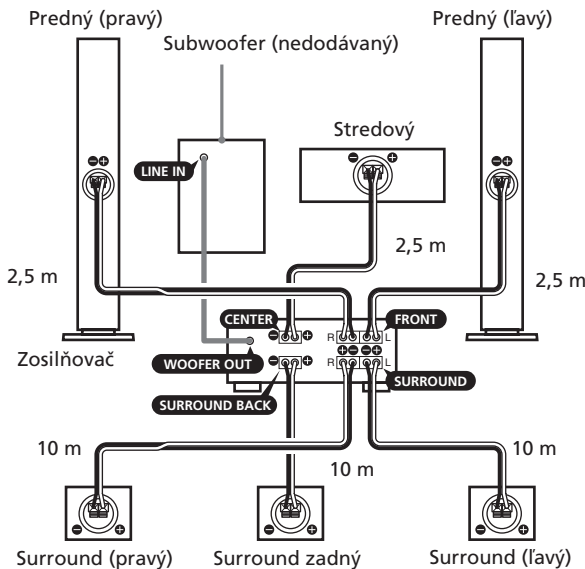 Predný (pravý)
Predný (ľavý)
Subwoofer (nedodávaný)
Stredový
LINE IN
2,5 m
2,5 m
2,5 m
CENTER
FRONT
R
L
Zosilňovač
WOOFER OUT
R
L
SURROUND
SURROUND BACK
10 m
10 m
10 m
Surround (pravý)
Surround zadný
Surround (ľavý)